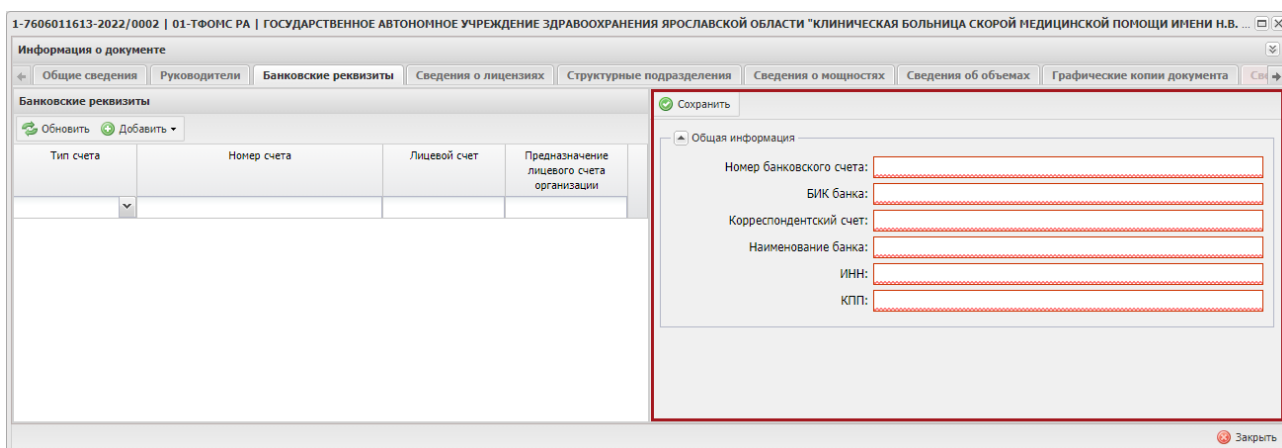 1-7606011613-2022/0002 | 01-ТФОМС РА | ГОСУДАРСТВЕННОЕ АВТОНОМНОЕ УЧРЕЖДЕНИЕ ЗДРАВООХРАНЕНИЯ ЯРОСЛАВСКОЙ ОБЛАСТИ "КЛИНИЧЕСКАЯ БОЛЬНИЦА СКОРОЙ МЕДИЦИНСКОЙ ПОМОЩИ ИМЕНИ Н.В. ...
Информация о документе
Общие сведения Руководители Банковские реквизиты Сведения о лицензиях Структурные подразделения Сведения о мощностях Сведения об объемах Графические копии документа
Банковские реквизиты
Обновить Добавить
Тип счета Номер счета Лицевой счет Предназначение
лицевого счета
организации
Сохранить
Общая информация
Номер банковского счета:
БИК банка:
Корреспондентский счет:
Наименование банка:
ИНН:
КПП:
Закрыть